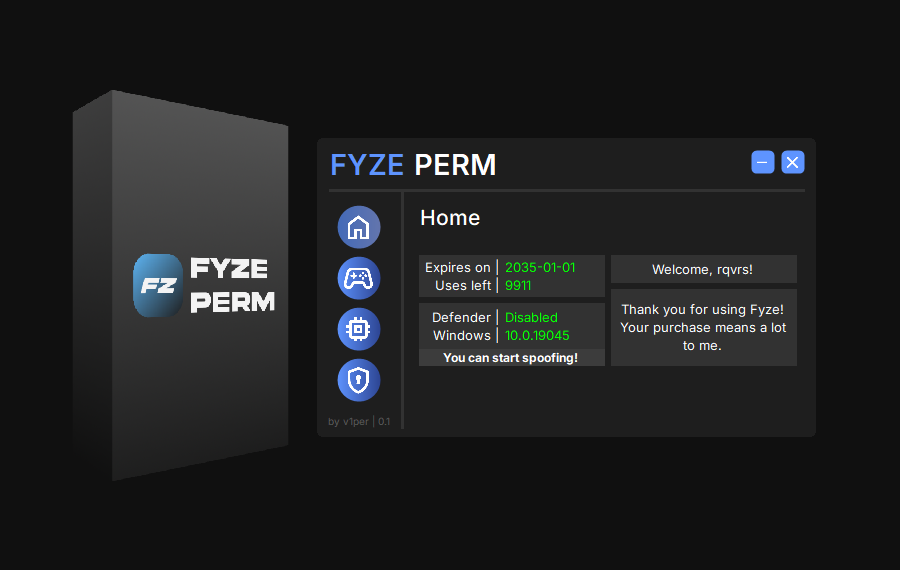 FZ
FYZE
PERM
FYZE PERM
Home
Expires on | 2035-01-01
Uses left | 9911
Defender | Disabled
Windows | 10.0.19045
You can start spoofing!
Welcome, rqvrs!
Thank you for using Fyze!
Your purchase means a lot
to me.
by v1per | 0.1